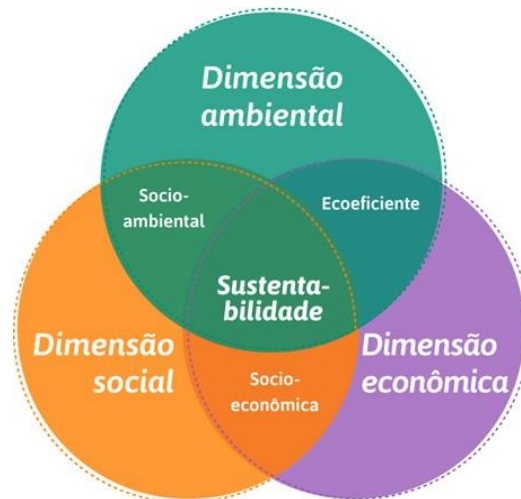 Dimensão
ambiental
Socio-
ambiental
Ecoeficiente
Sustenta-
bilidade
Dimensão
social
Dimensão
econômica
Socio-
econômica